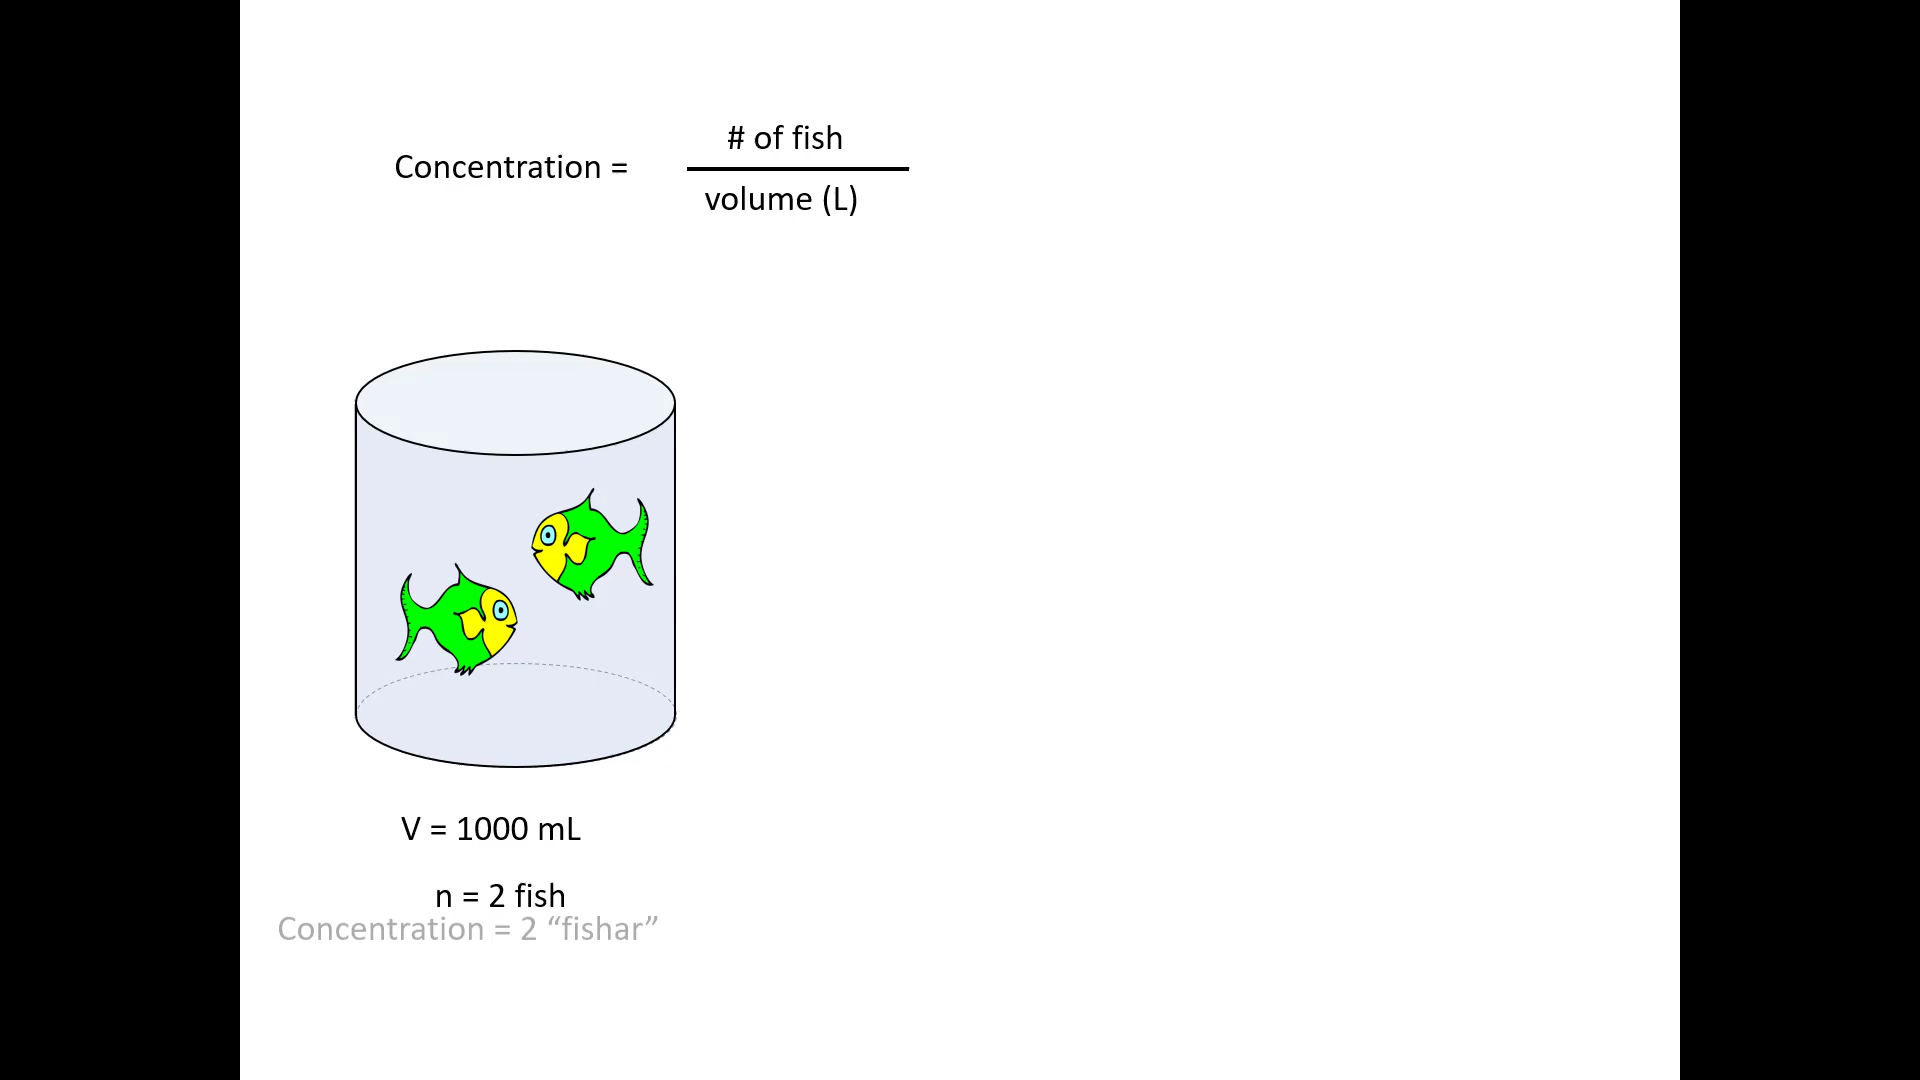 Concentration =
# of fish
volume (L)
V = 1000 mL
n = 2 fish
Concentration = 2 “fishar”